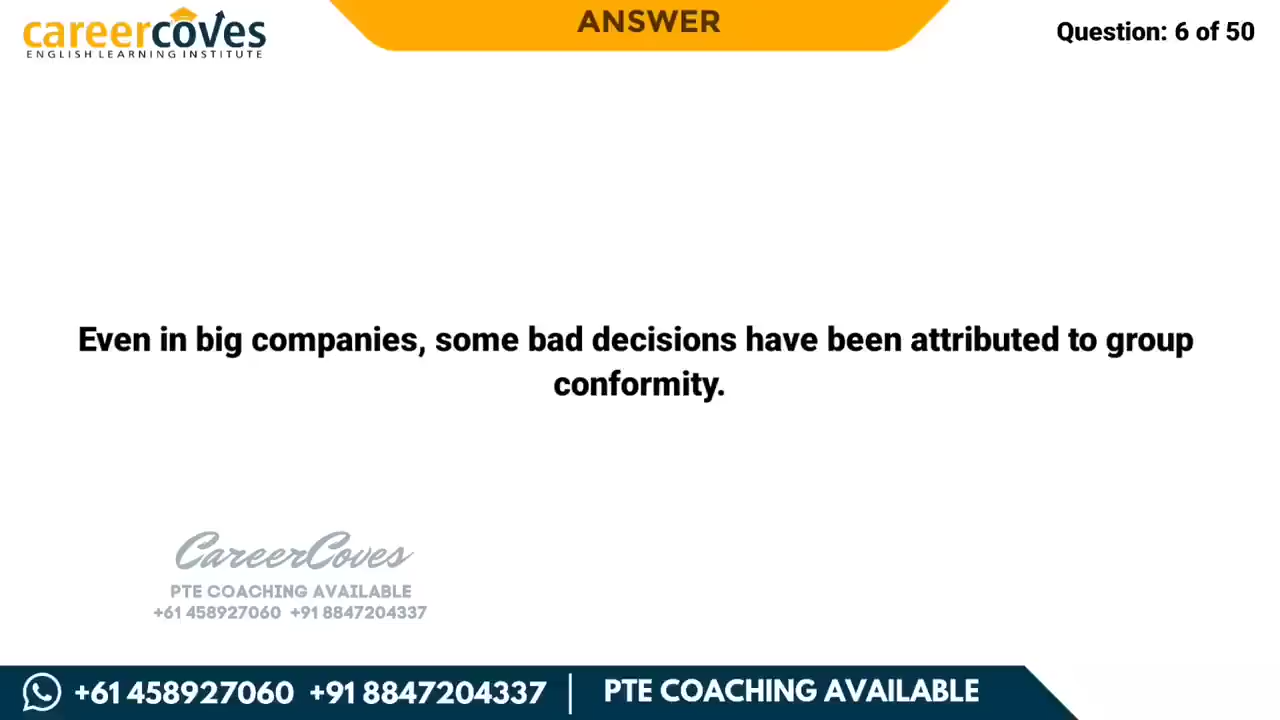 careercoves
ENGLISH LEARNING INSTITUTE
ANSWER
Question: 6 of 50
Even in big companies, some bad decisions have been attributed to group
conformity.
CareerCoves
PTE COACHING AVAILABLE
+61 458927060 +91 8847204337
+61 458927060 +91 8847204337 | PTE COACHING AVAILABLE